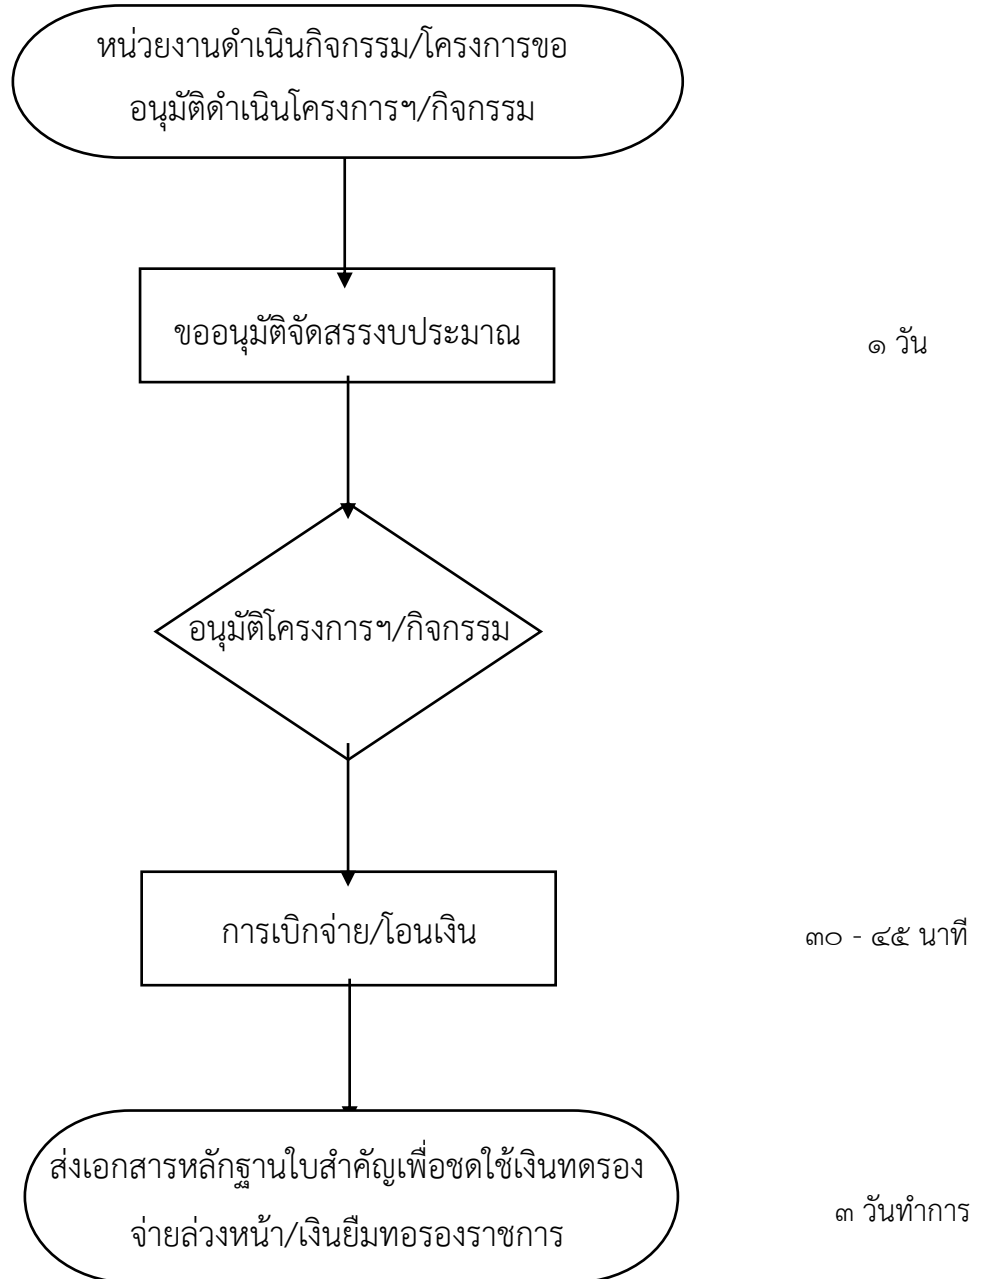 หน่วยงานดำเนินกิจกรรม/โครงการขอ
อนุมัติดำเนินโครงการฯ/กิจกรรม
ขออนุมัติจัดสรรงบประมาณ
๑ วัน
อนุมัติโครงการฯ/กิจกรรม
การเบิกจ่าย/โอนเงิน
๓๐ - ๔๕ นาที
ส่งเอกสารหลักฐานใบสำคัญเพื่อชดใช้เงินทดรอง
จ่ายล่วงหน้า/เงินยืมทอรองราชการ
๓ วันทำการ